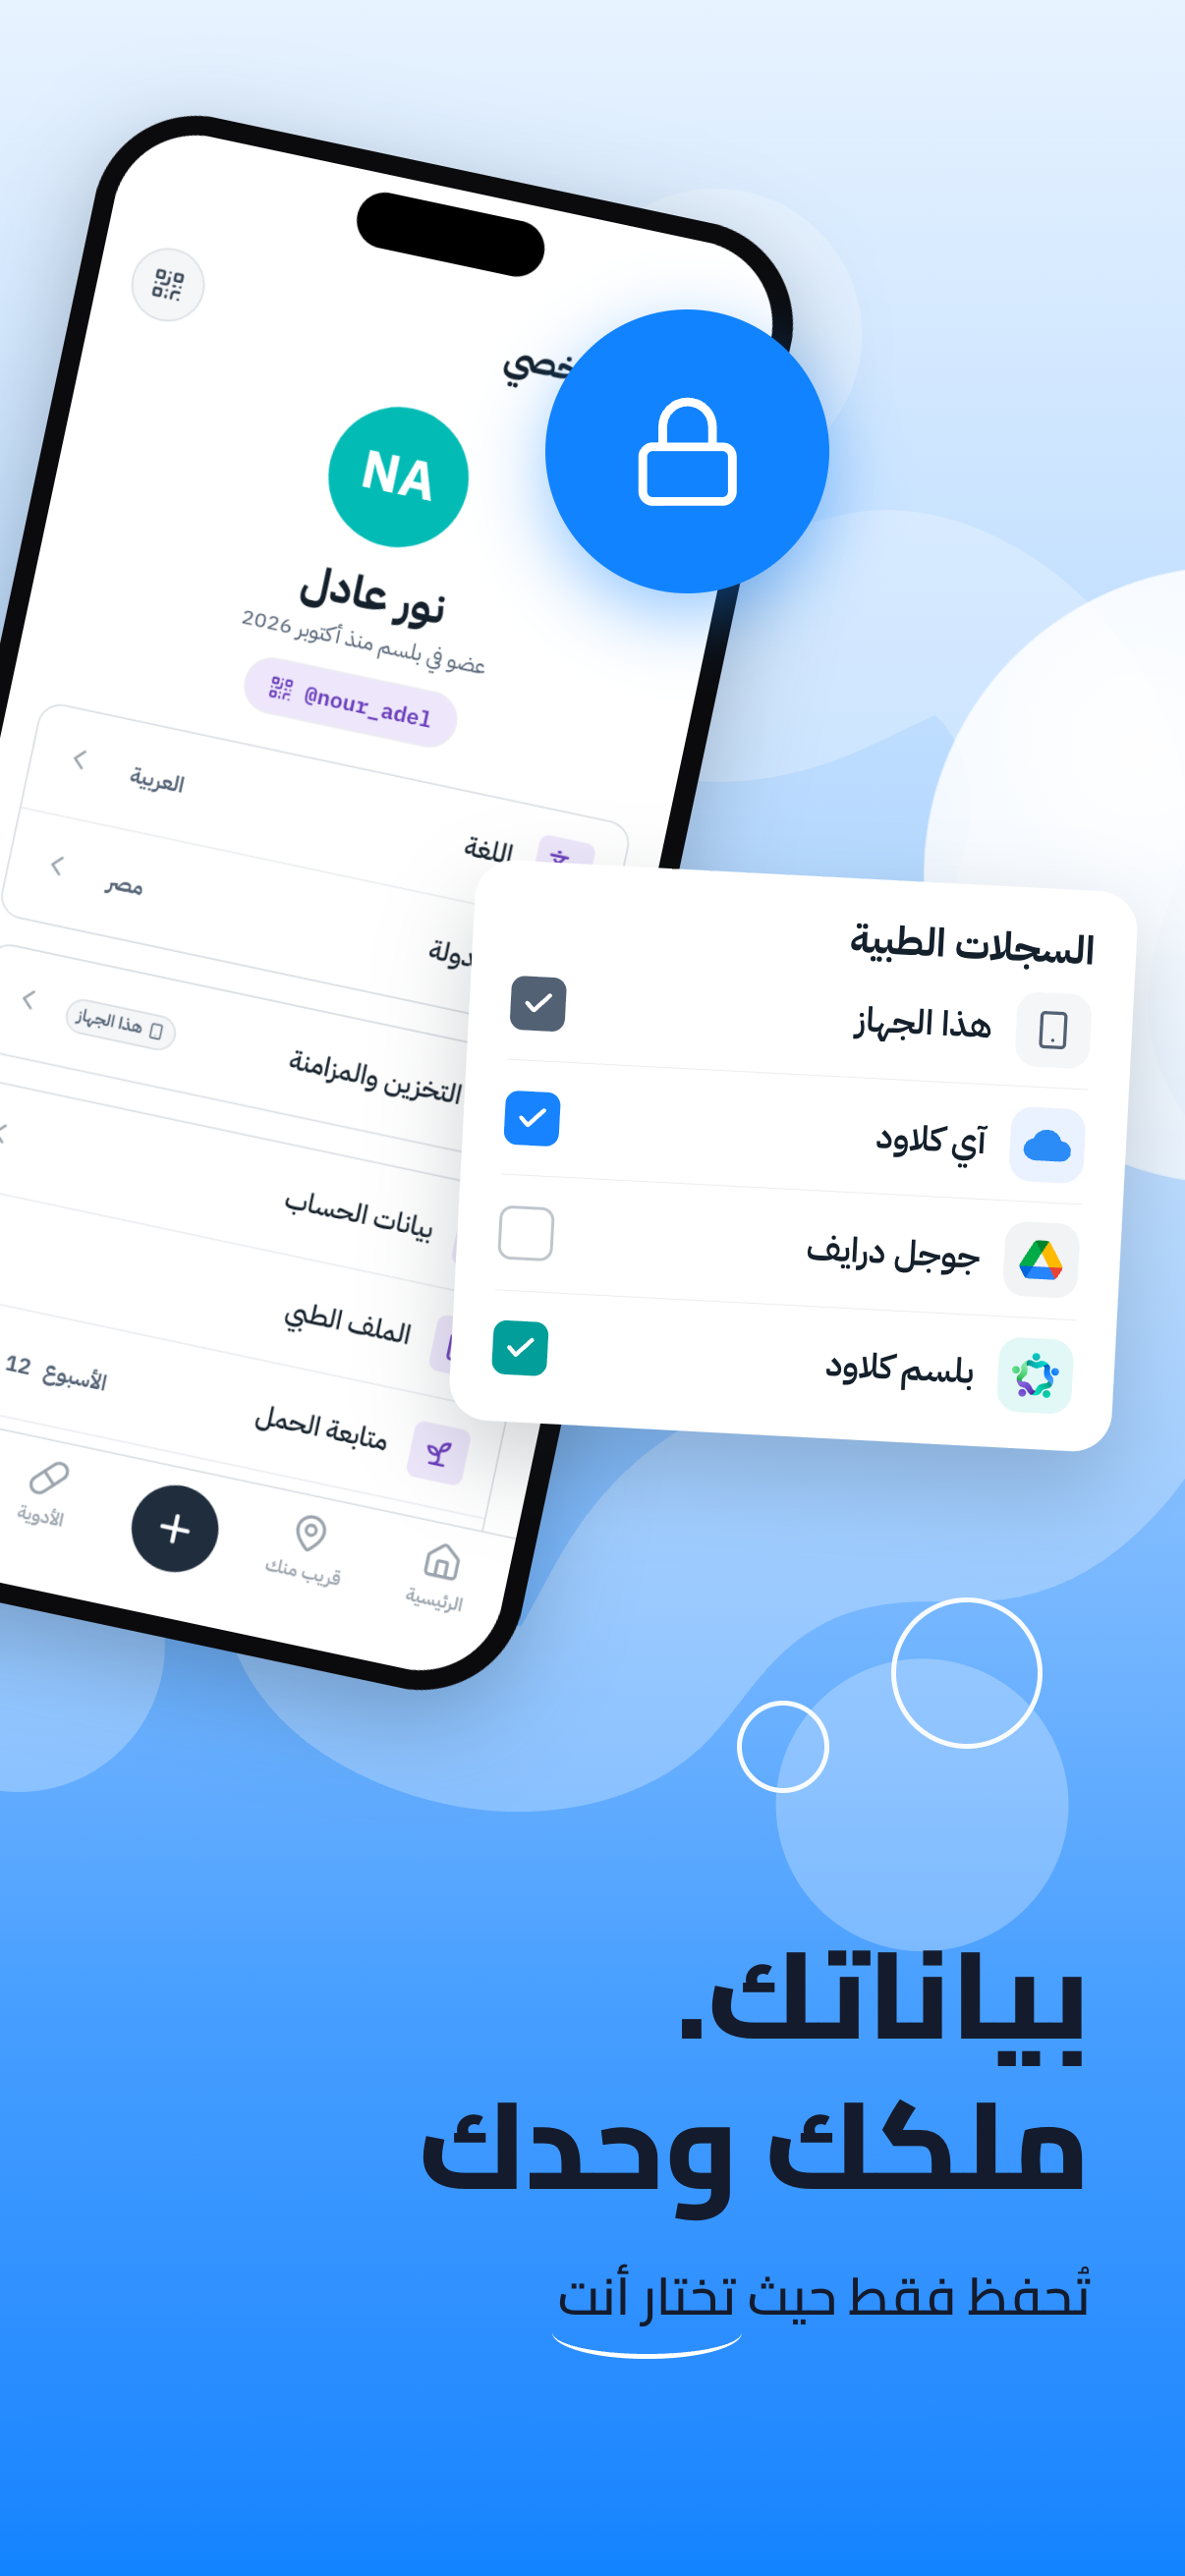 NA
نور عادل
عضو في بلسم منذ أكتوبر 2026
@nour_adel
اللغة
العربية
مصر
التخزين والمزامنة
هذا الجهاز
بيانات الحساب
الملف الطبي
متابعة الحمل
الأسبوع 12
الرئيسية
قريب منك
الأدوية
السجلات الطبية
هذا الجهاز
آي كلاود
جوجل درايف
بلسم كلاود
بياناتك.
ملكك وحدك
تُحفظ فقط حيث تختار أنت